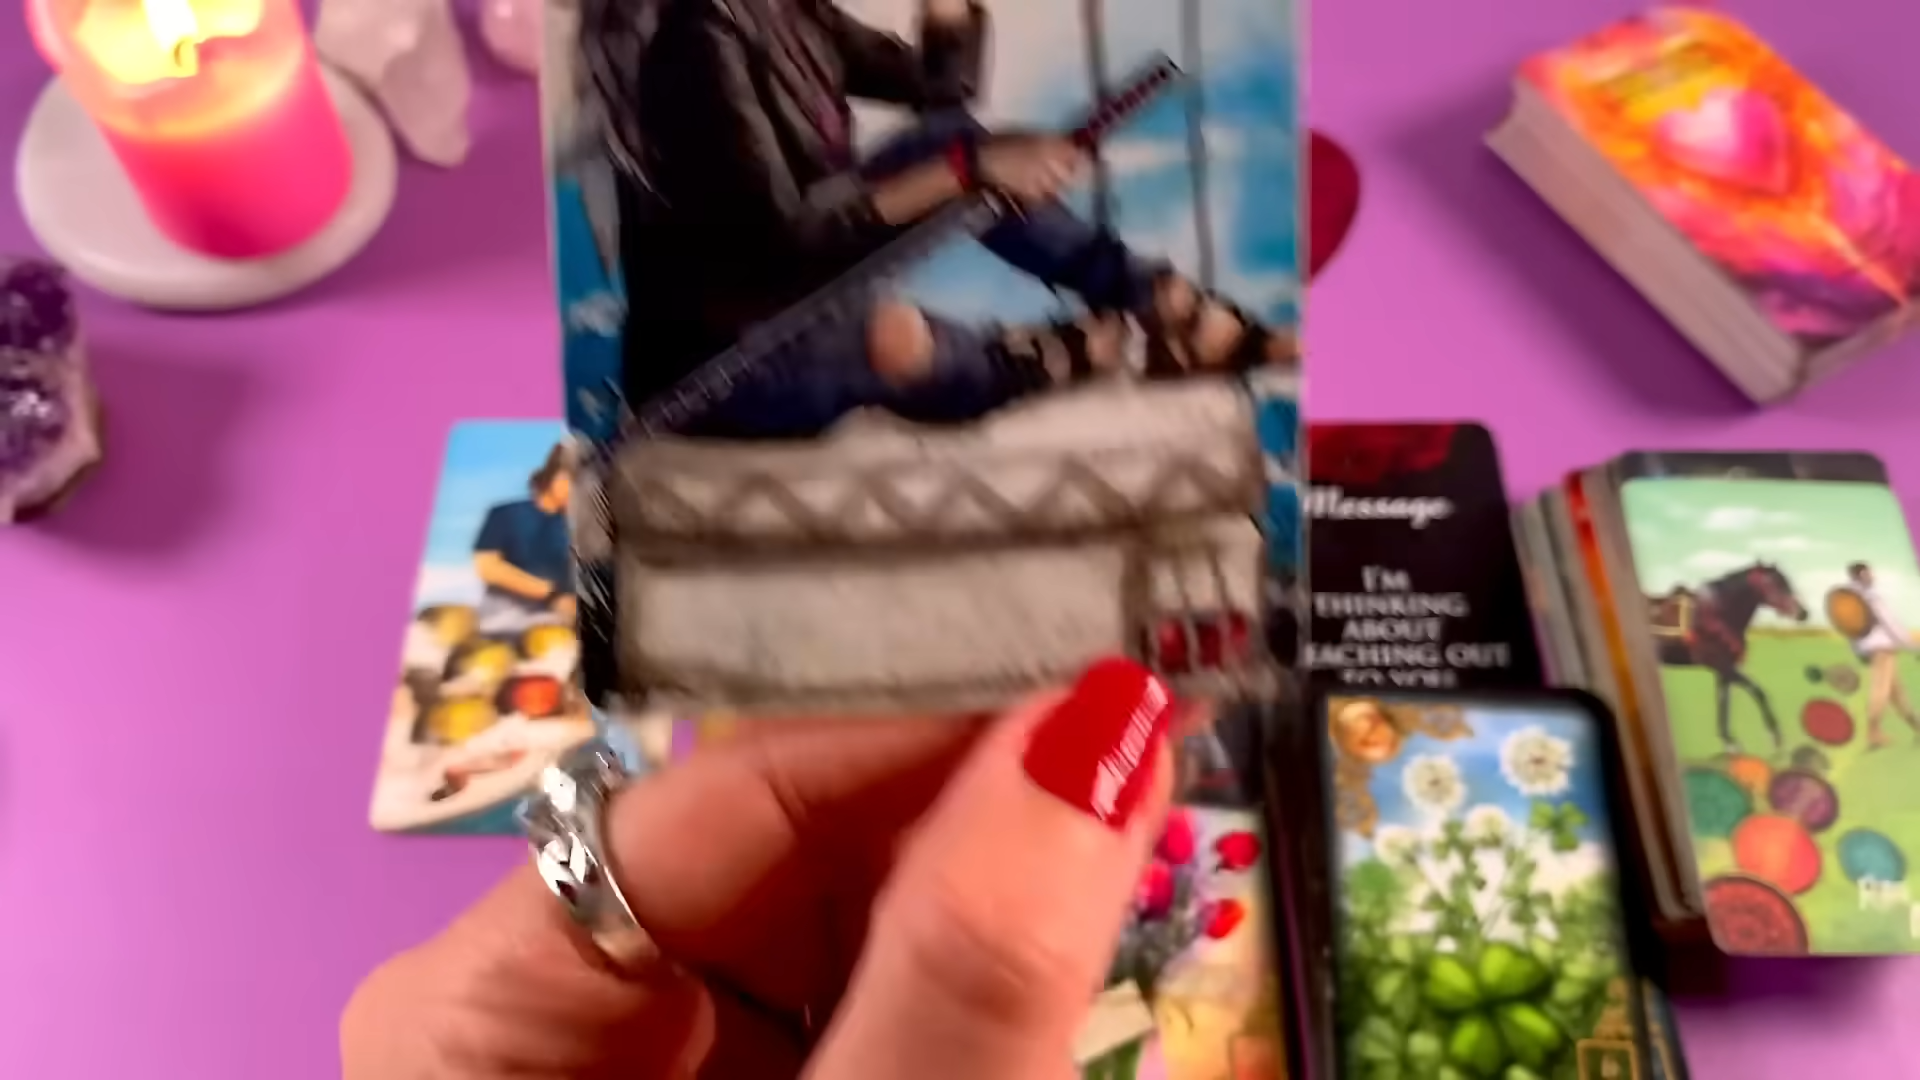 Message
I'M
THINKING
ABOUT
REACHING OUT
TO YOU